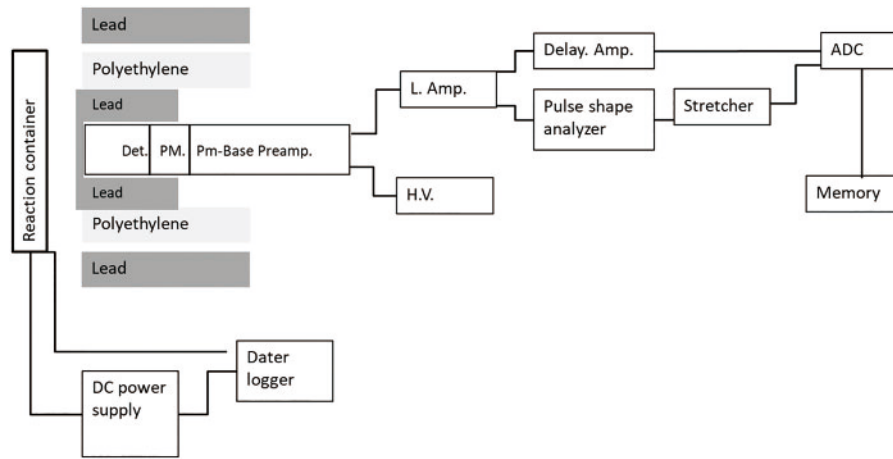 Lead
Polyethylene
Lead
Reaction container
Det. PM. Pm-Base Preamp.
Lead
Polyethylene
Lead
L. Amp.
H.V.
Delay. Amp.
Pulse shape
analyzer
Stretcher
ADC
Memory
Dater
logger
DC power
supply